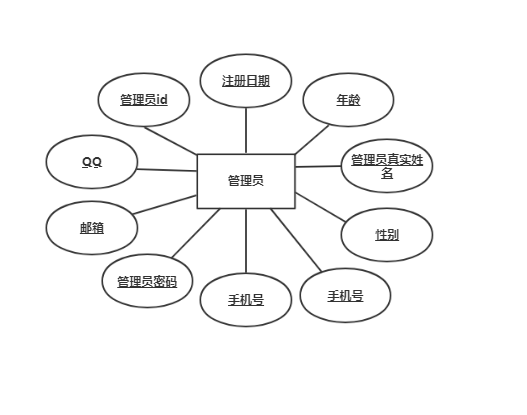 注册日期
管理员id
年龄
QQ
管理员真实姓
名
管理员
邮箱
性别
管理员密码
手机号
手机号